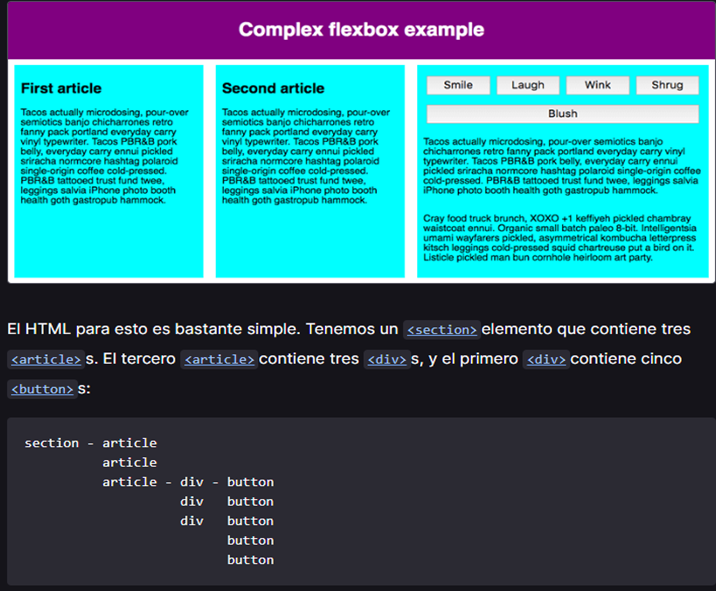 Complex flexbox example
First article
Tacos actually microdosing, pour-over
semiotics banjo chicharrones retro
fanny pack portland everyday carry
vinyl typewriter. Tacos PBR&B pork
belly, everyday carry ennui pickled
sriracha normcore hashtag polaroid
single-origin coffee cold-pressed.
PBR&B tattooed trust fund twee,
leggings salvia iPhone photo booth
health goth gastropub hammock.
Second article
Tacos actually microdosing, pour-over
semiotics banjo chicharrones retro
fanny pack portland everyday carry
vinyl typewriter. Tacos PBR&B pork
belly, everyday carry ennui pickled
sriracha normcore hashtag polaroid
single-origin coffee cold-pressed.
PBR&B tattooed trust fund twee,
leggings salvia iPhone photo booth
health goth gastropub hammock.
Smile Laugh Wink Shrug
Blush
Tacos actually microdosing, pour-over semiotics banjo
chicharrones retro fanny pack portland everyday carry vinyl
typewriter. Tacos PBR&B pork belly, everyday carry ennui
pickled sriracha normcore hashtag polaroid single-origin coffee
cold-pressed. PBR&B tattooed trust fund twee, leggings salvia
iPhone photo booth health goth gastropub hammock.
Cray food truck brunch, XOXO +1 keffiyeh pickled chambray
waistcoat ennui. Organic small batch paleo 8-bit. Intelligentsia
umami wayfarers pickled, asymmetrical kombucha letterpress
kitsch leggings cold-pressed squid chartreuse put a bird on it.
Listicle pickled man bun cornhole heirloom art party.
El HTML para esto es bastante simple. Tenemos un <section> elemento que contiene tres
<article> s. El tercero <article> contiene tres <div> s, y el primero <div> contiene cinco
<button> s:
section - article
article
article - div - button
div button
div button
button
button